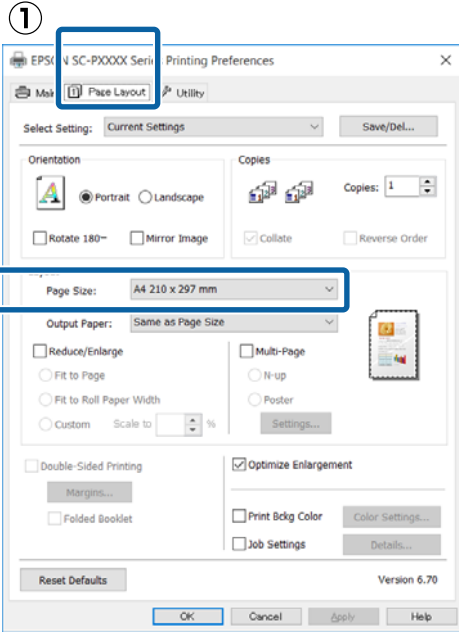 ①
EPSON SC-PXXXX Series Printing Preferences
Main Page Layout Utility
Select Setting: Current Settings Save/Del...
Orientation Copies
A Portrait Landscape Copies: 1
Rotate 180° Mirror Image Collate Reverse Order
Page Size: A4 210 x 297 mm
Output Paper: Same as Page Size
Reduce/Enlarge Multi-Page
Fit to Page N-up
Fit to Roll Paper Width Poster
Custom Scale to % Settings...
Double-Sided Printing Optimize Enlargement
Margins...
Folded Booklet Print Bckg Color Color Settings...
Job Settings Details...
Reset Defaults Version 6.70
OK Cancel Apply Help